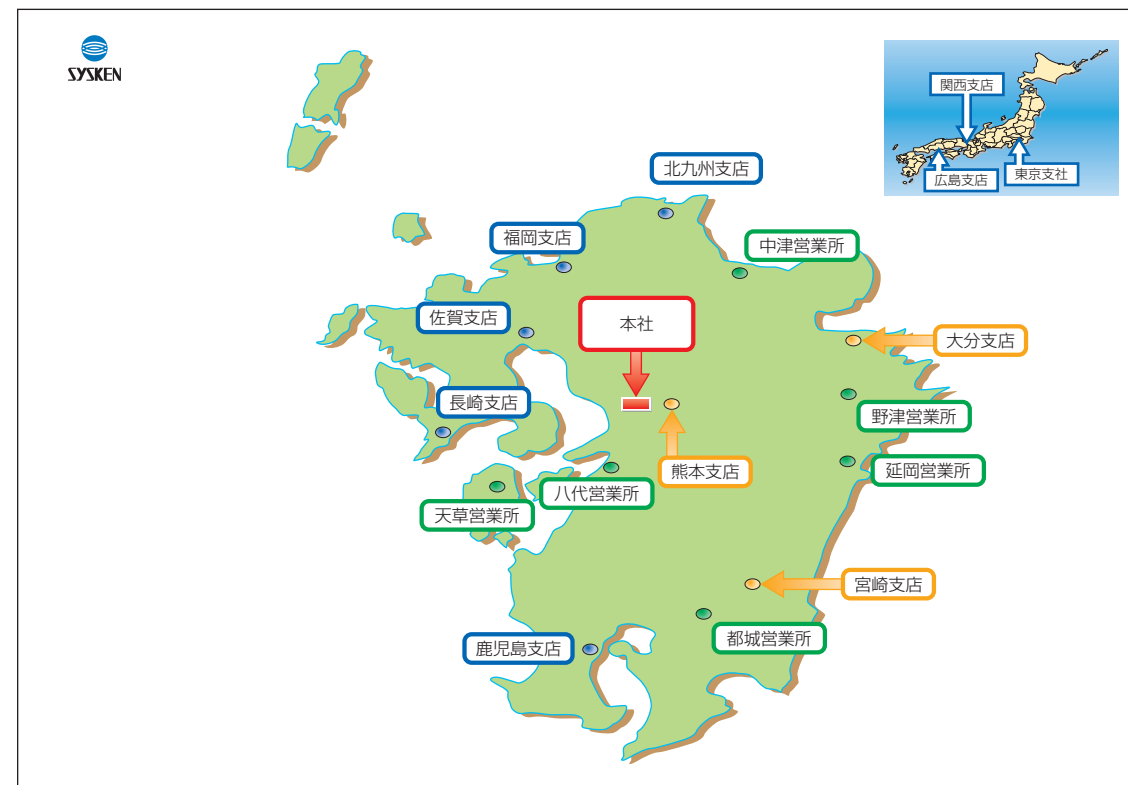 SYSKEN
関西支店
広島支店
東京支社
北九州支店
福岡支店
中津営業所
佐賀支店
本社
大分支店
長崎支店
野津営業所
熊本支店
延岡営業所
八代営業所
天草営業所
宮崎支店
都城営業所
鹿児島支店